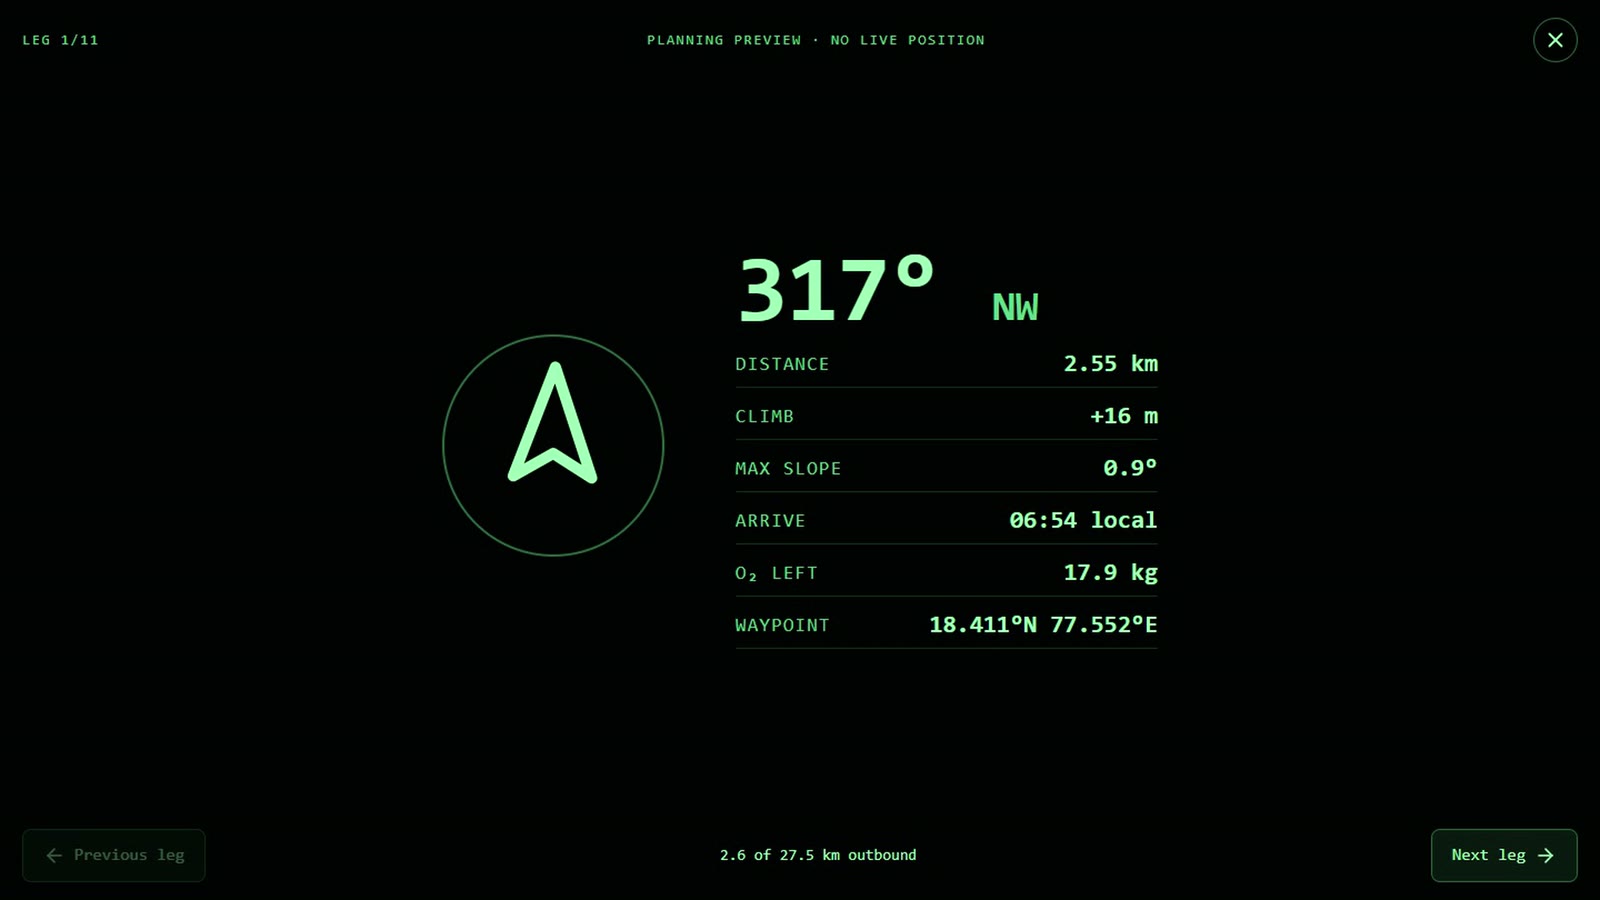 LEG 1/11
PLANNING PREVIEW · NO LIVE POSITION
317° NW
DISTANCE 2.55 km
CLIMB +16 m
MAX SLOPE 0.9°
ARRIVE 06:54 local
O₂ LEFT 17.9 kg
WAYPOINT 18.411°N 77.552°E
← Previous leg
2.6 of 27.5 km outbound
Next leg →